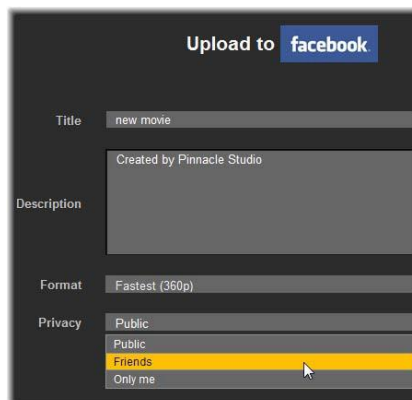 Upload to facebook.
Title new movie
Description Created by Pinnacle Studio
Format Fastest (360p)
Privacy Public
Public
Friends
Only me